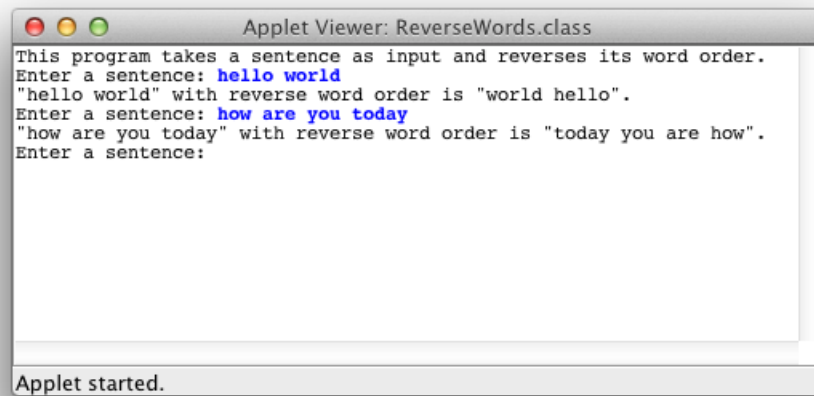 Applet Viewer: ReverseWords.class
This program takes a sentence as input and reverses its word order.
Enter a sentence: hello world
"hello world" with reverse word order is "world hello".
Enter a sentence: how are you today
"how are you today" with reverse word order is "today you are how".
Enter a sentence:
Applet started.